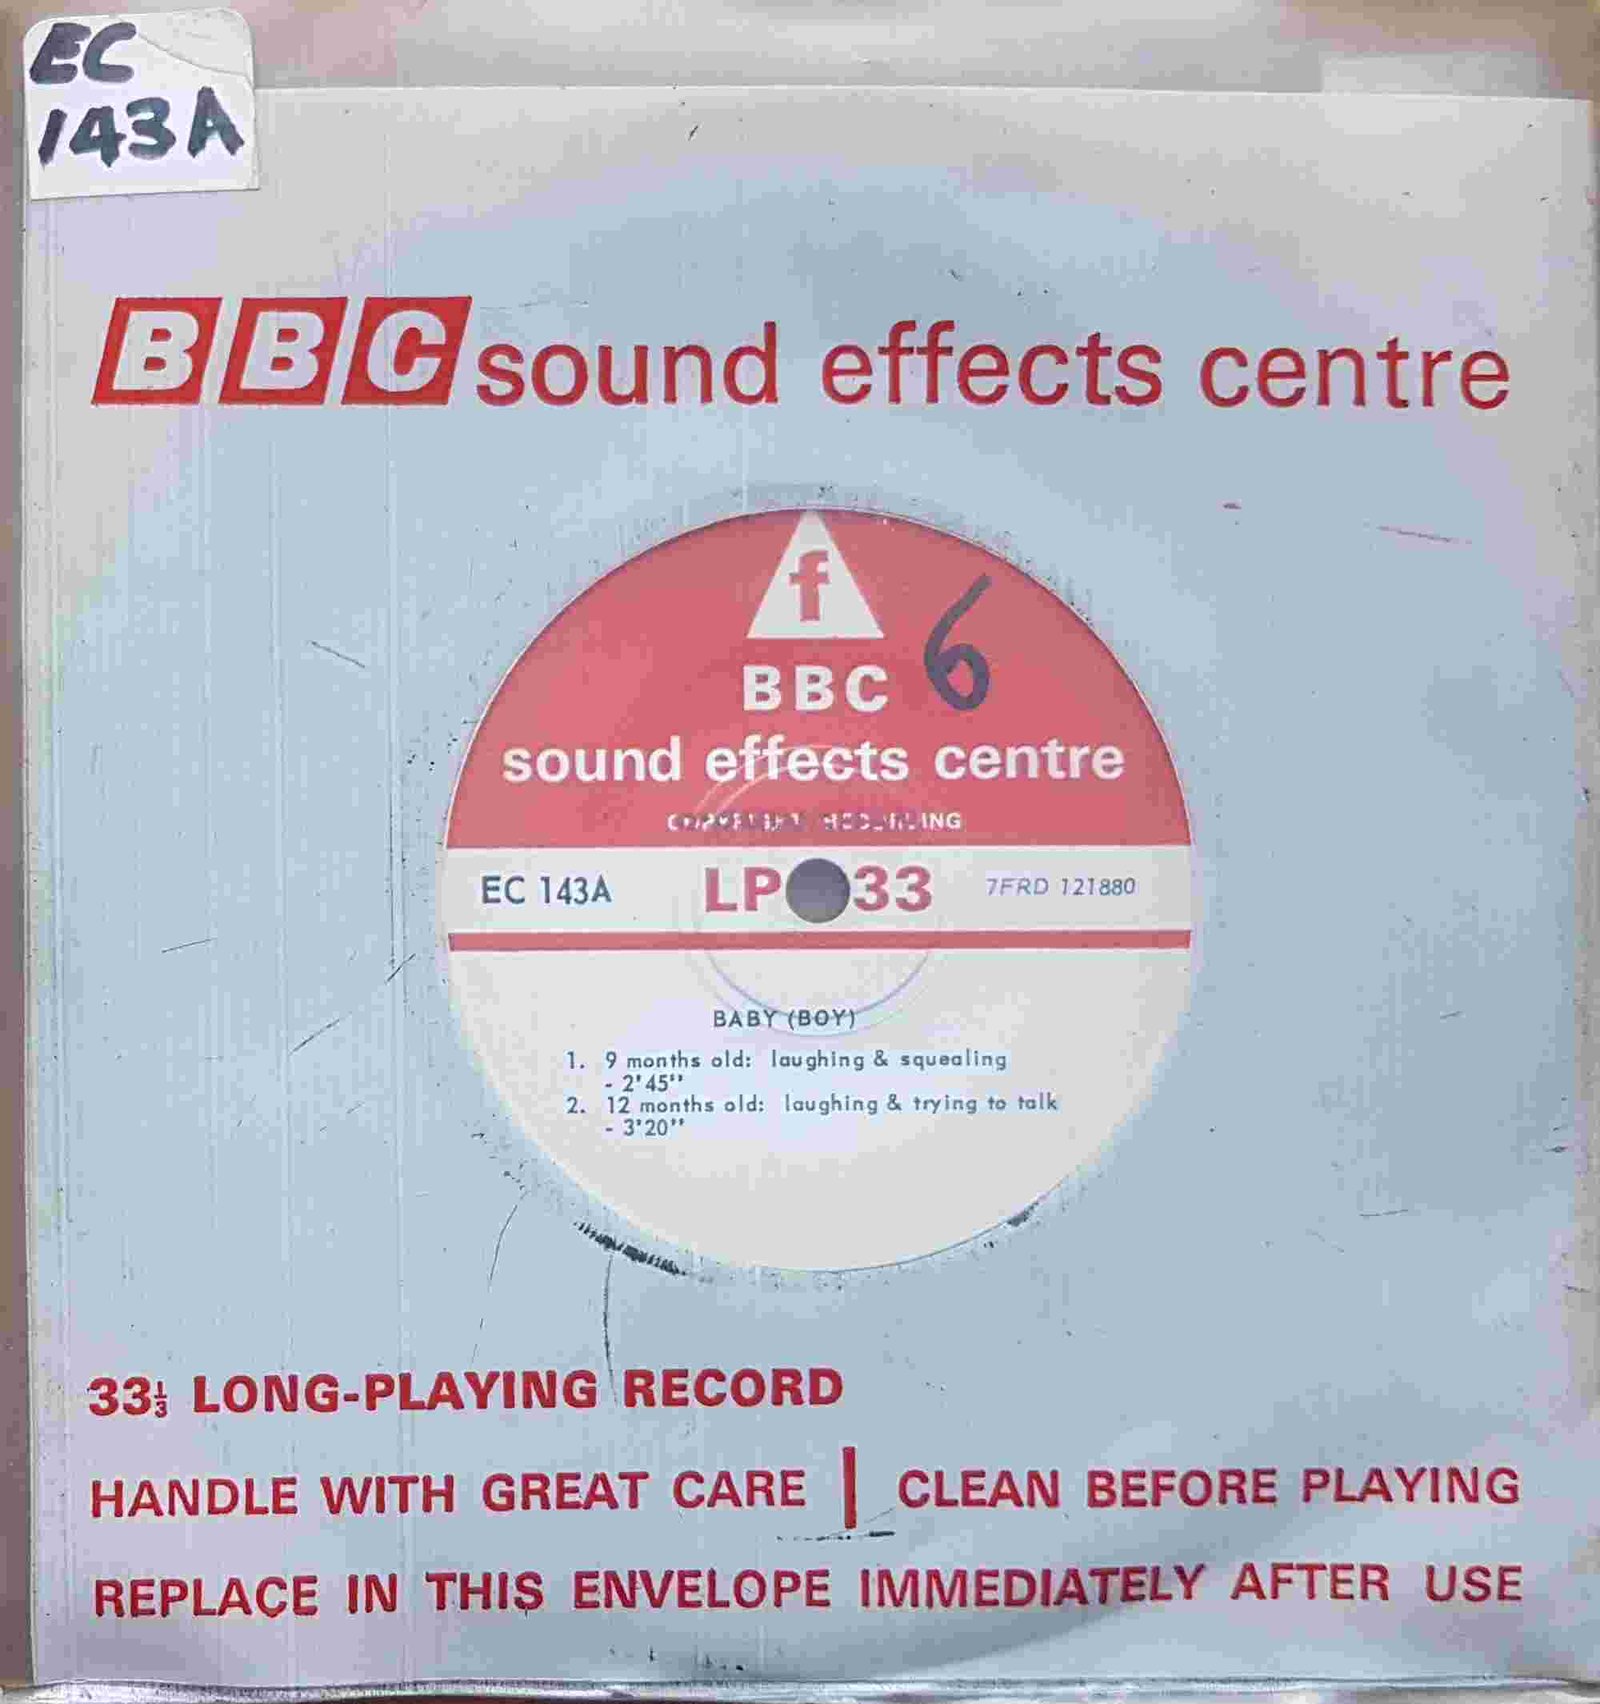 EC
143A
BBC sound effects centre
f
6
BBC
sound effects centre
COPYRIGHT RECORDING
EC 143A LP 33 7FRD 121880
BABY (BOY)
1. 9 months old: laughing & squealing
- 2'45"
2. 12 months old: laughing & trying to talk
- 3'20"
33⅓ LONG-PLAYING RECORD
HANDLE WITH GREAT CARE | CLEAN BEFORE PLAYING
REPLACE IN THIS ENVELOPE IMMEDIATELY AFTER USE